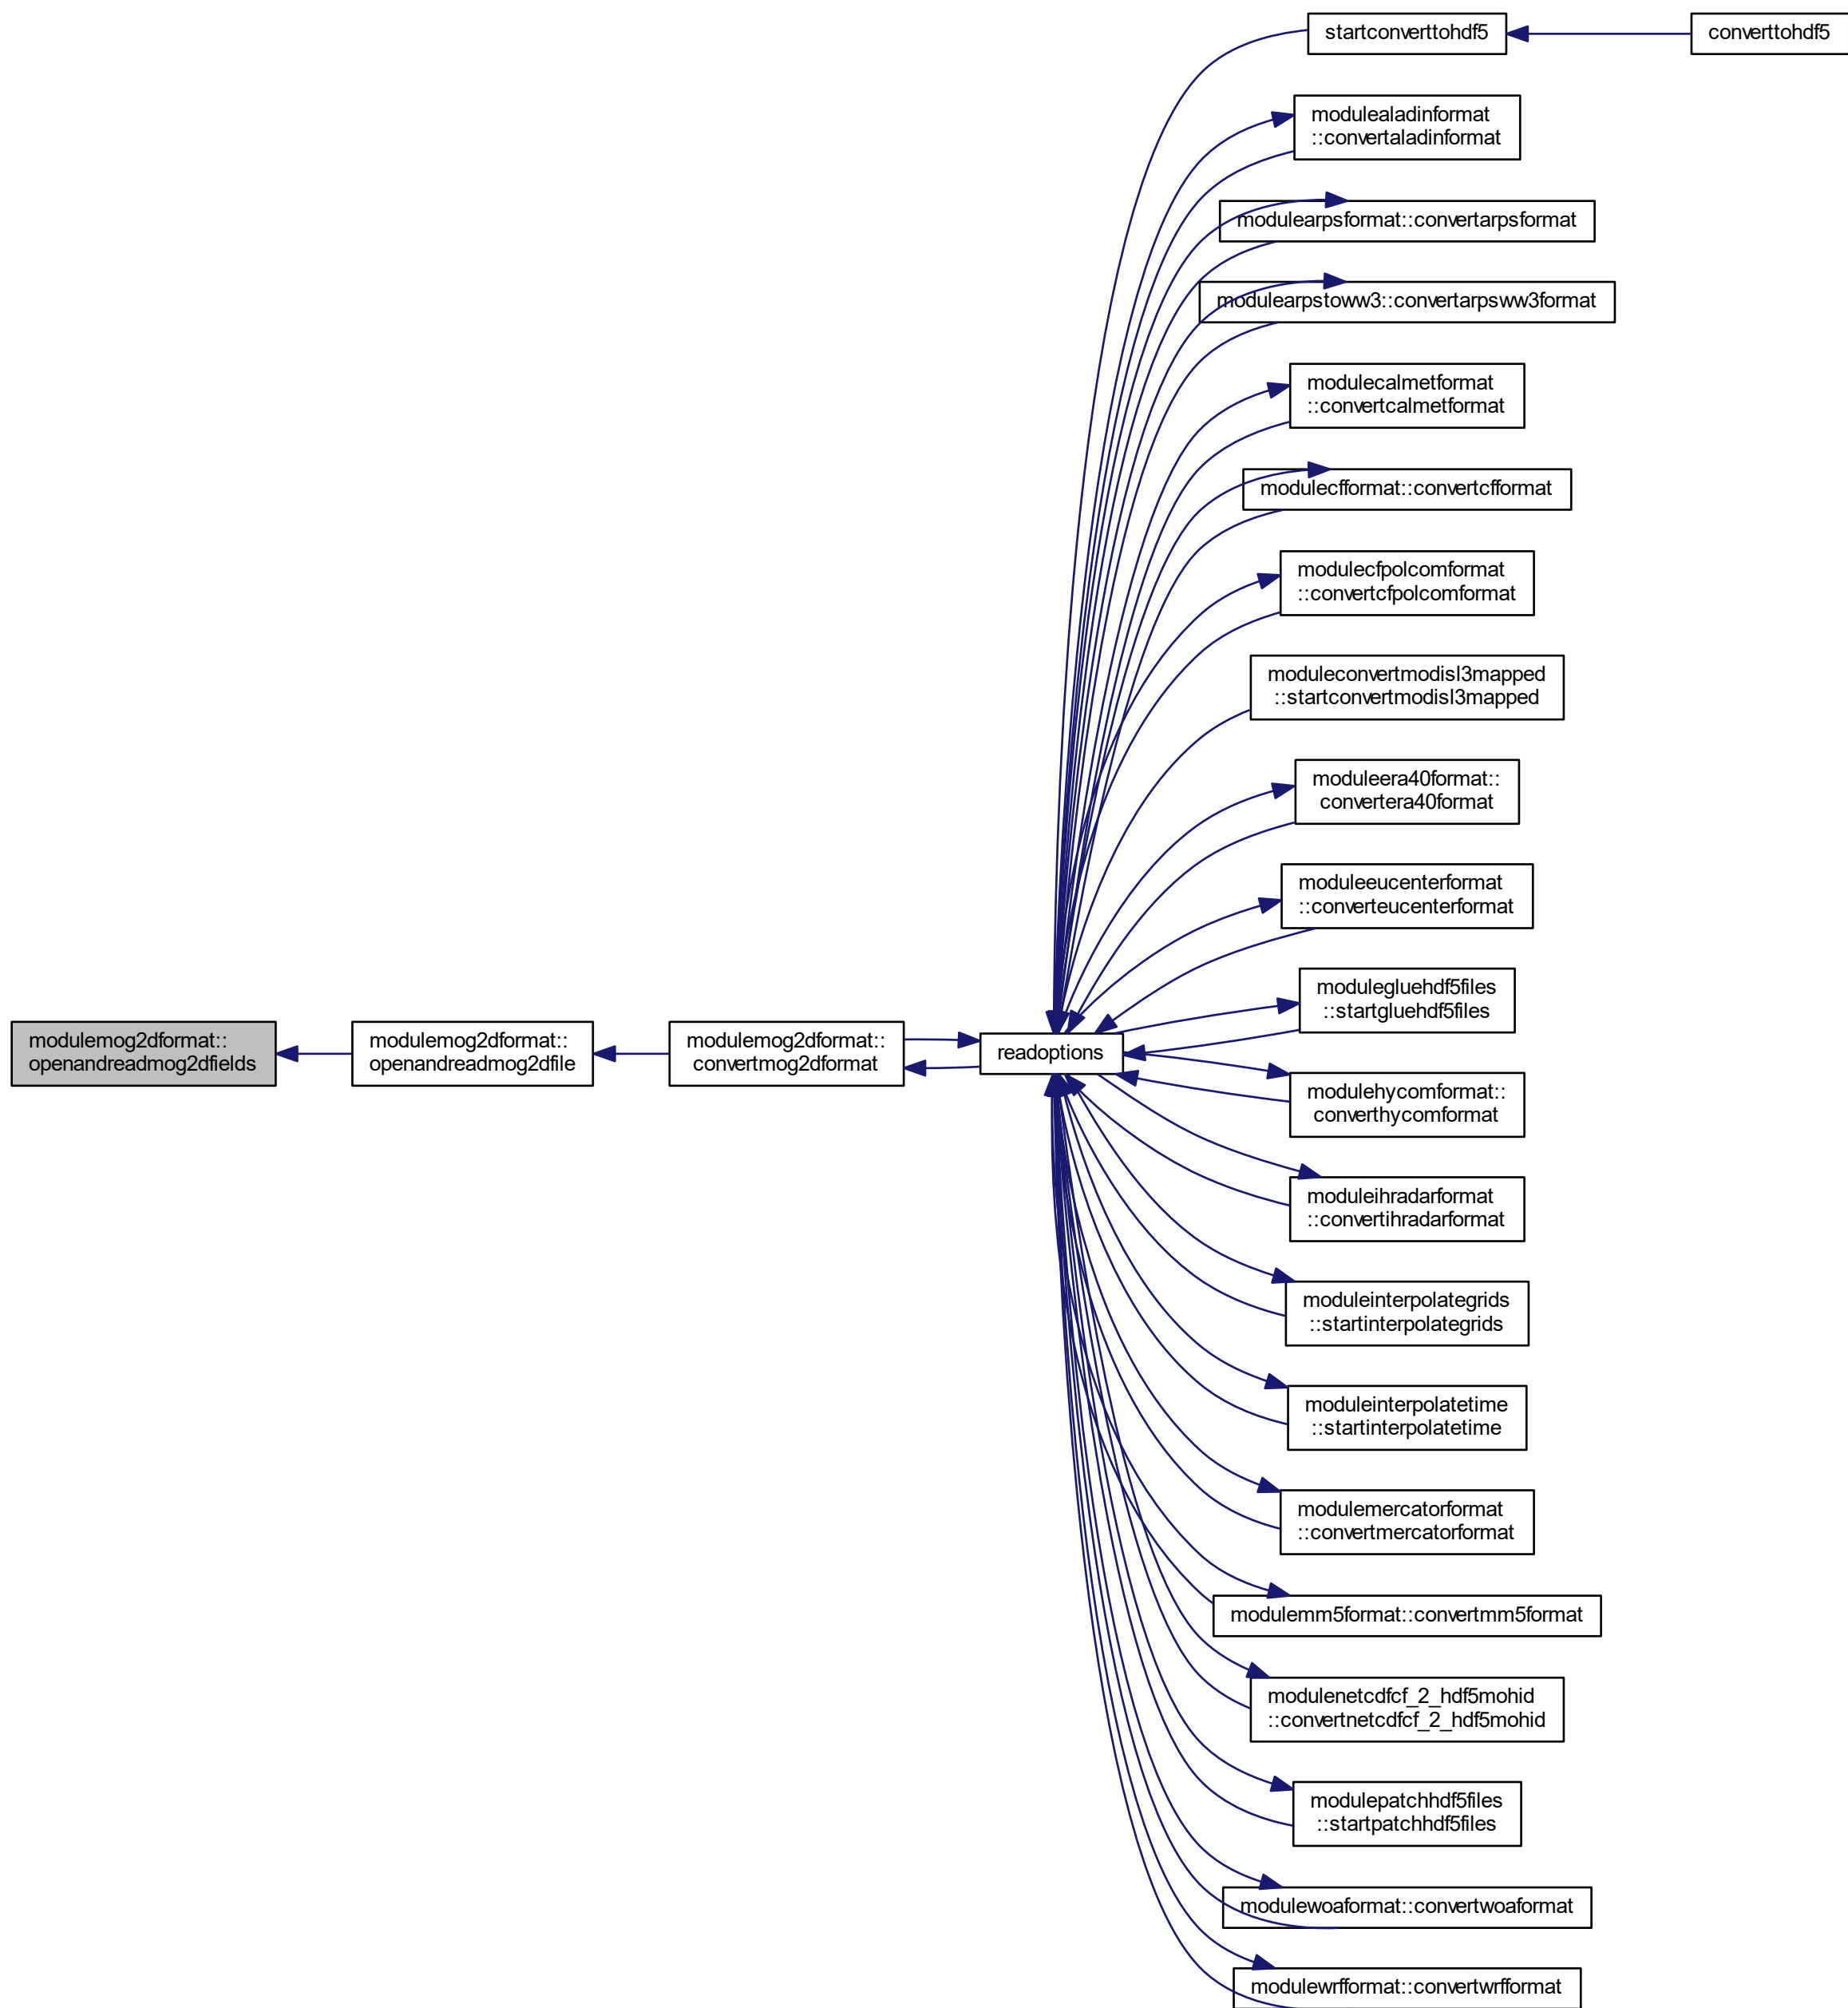 startconverttohdf5
converttohdf5
modulealadinformat
::convertaladinformat
modulearpsformat::convertarpsformat
modulearpstoww3::convertarpsww3format
modulecalmetformat
::convertcalmetformat
modulecfformat::convertcfformat
modulecfpolcomformat
::convertcfpolcomformat
moduleconvertmodisl3mapped
::startconvertmodisl3mapped
moduleera40format::
convertera40format
moduleeucenterformat
::converteucenterformat
modulegluehdf5files
::startgluehdf5files
modulemog2dformat::
openandreadmog2dfields
modulemog2dformat::
openandreadmog2dfile
modulemog2dformat::
convertmog2dformat
readoptions
modulehycomformat::
converthycomformat
moduleihradarformat
::convertihradarformat
moduleinterpolategrids
::startinterpolategrids
moduleinterpolatetime
::startinterpolatetime
modulemercatorformat
::convertmercatorformat
modulemm5format::convertmm5format
modulenetcdfcf_2_hdf5mohid
::convertnetcdfcf_2_hdf5mohid
modulepatchhdf5files
::startpatchhdf5files
modulewoaformat::convertwoaformat
modulewrfformat::convertwrfformat